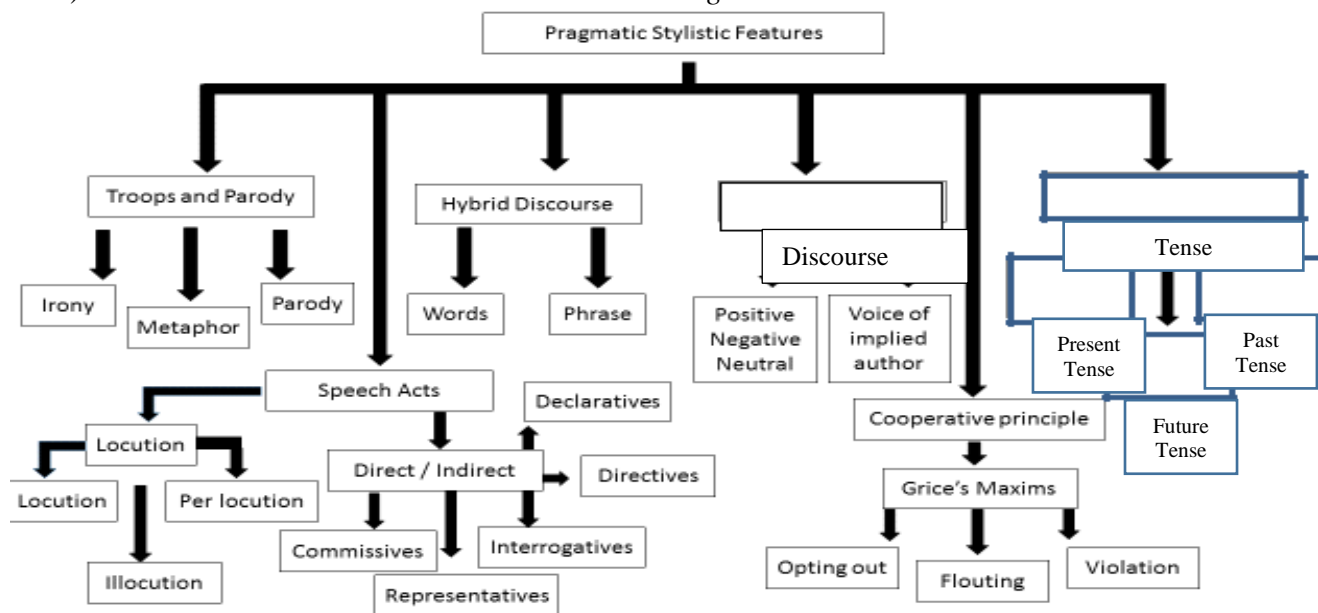 Pragmatic Stylistic Features
Troops and Parody
Hybrid Discourse
Discourse
Tense
Irony
Metaphor
Parody
Words
Phrase
Positive
Negative
Neutral
Voice of
implied
author
Present
Tense
Past
Tense
Future
Tense
Speech Acts
Declaratives
Cooperative principle
Locution
Direct / Indirect
Directives
Grice's Maxims
Locution
Per locution
Illocution
Commissives
Representatives
Interrogatives
Opting out
Flouting
Violation